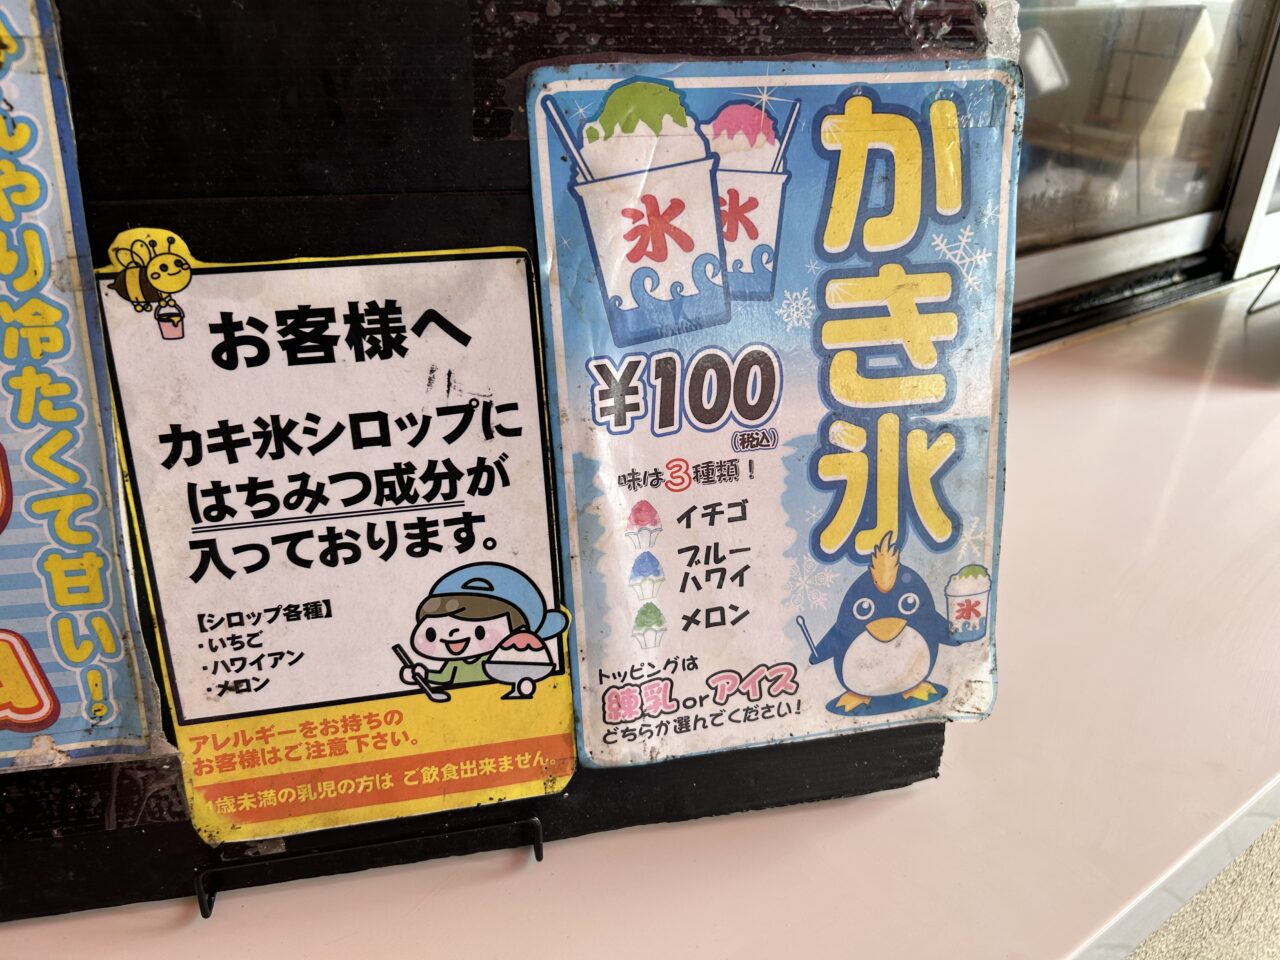 んやり冷たくて甘い！
お客様へ
カキ氷シロップに
はちみつ成分が
入っております。
【シロップ各種】
・いちご
・ハワイアン
・メロン
アレルギーをお持ちの
お客様はご注意下さい。
1歳未満の乳児の方は ご飲食出来ません。
かき氷
氷
氷
¥100
(税込)
味は3種類！
イチゴ
ブルー
ハワイ
メロン
氷
トッピングは
練乳orアイス
どちらか選んでください！